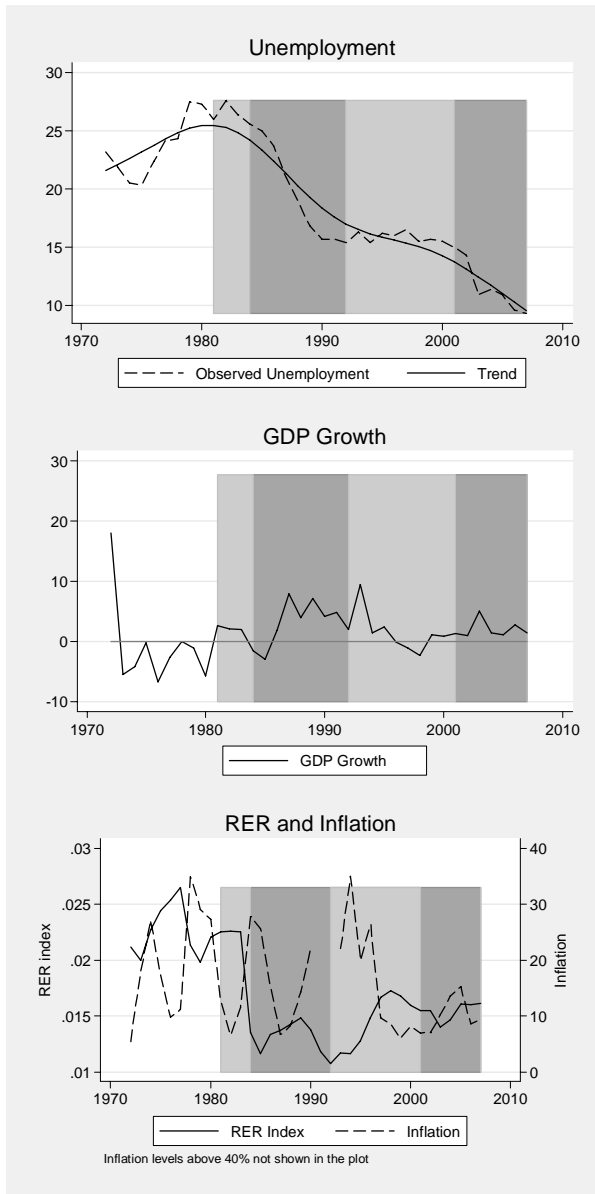 Unemployment
30
25
20
15
10
1970 1980 1990 2000 2010
Observed Unemployment Trend
GDP Growth
30
20
10
0
-10
1970 1980 1990 2000 2010
GDP Growth
RER and Inflation
.03 40
.025 30
.02 20
.015 10
.01 0
RER index
Inflation
1970 1980 1990 2000 2010
RER Index Inflation
Inflation levels above 40% not shown in the plot